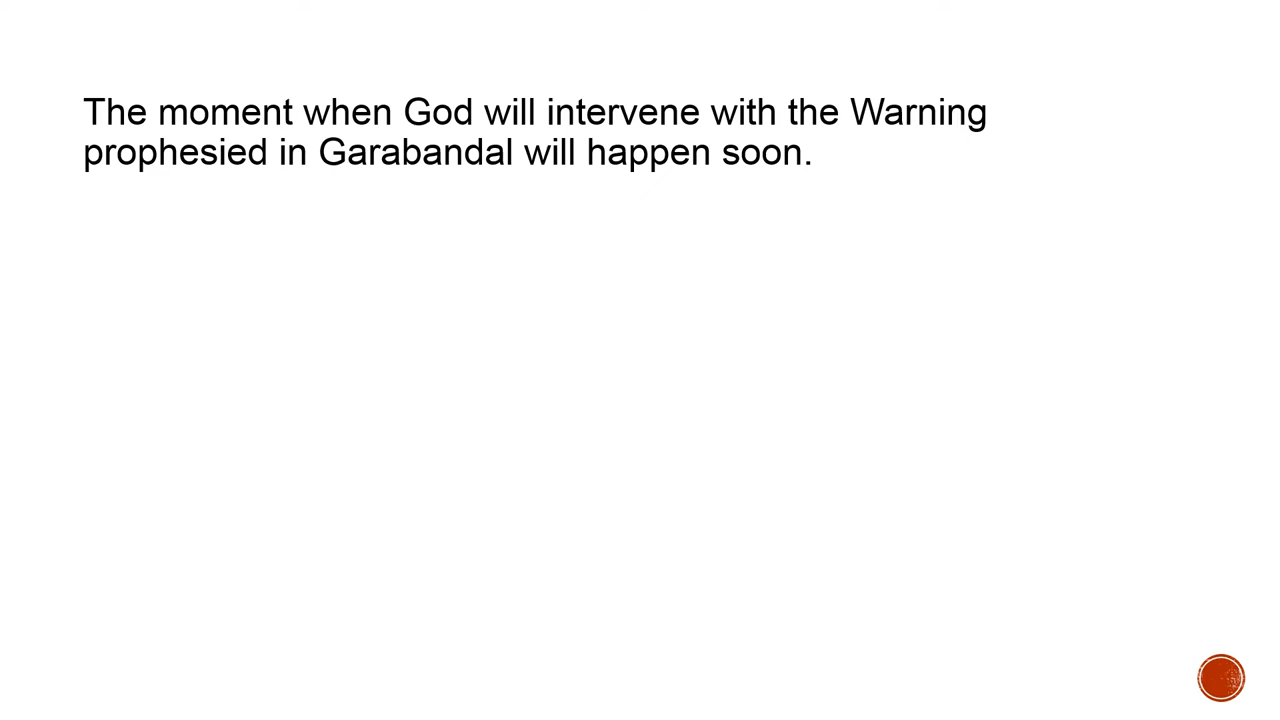 The moment when God will intervene with the Warning
prophesied in Garabandal will happen soon.